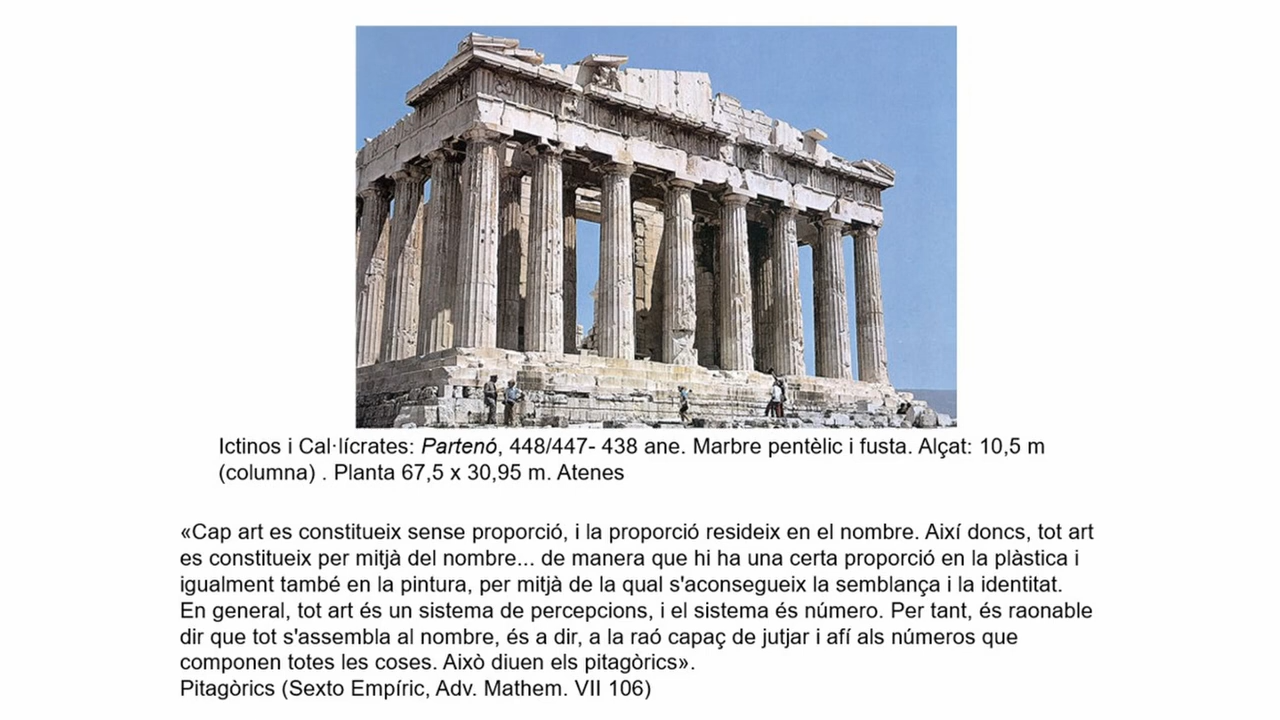 Ictinos i Cal·lícrates: Partenó, 448/447- 438 ane. Marbre pentèlic i fusta. Alçat: 10,5 m
(columna) . Planta 67,5 x 30,95 m. Atenes
«Cap art es constitueix sense proporció, i la proporció resideix en el nombre. Així doncs, tot art
es constitueix per mitjà del nombre... de manera que hi ha una certa proporció en la plàstica i
igualment també en la pintura, per mitjà de la qual s'aconsegueix la semblança i la identitat.
En general, tot art és un sistema de percepcions, i el sistema és número. Per tant, és raonable
dir que tot s'assembla al nombre, és a dir, a la raó capaç de jutjar i afí als números que
componen totes les coses. Això diuen els pitagòrics».
Pitagòrics (Sexto Empíric, Adv. Mathem. VII 106)